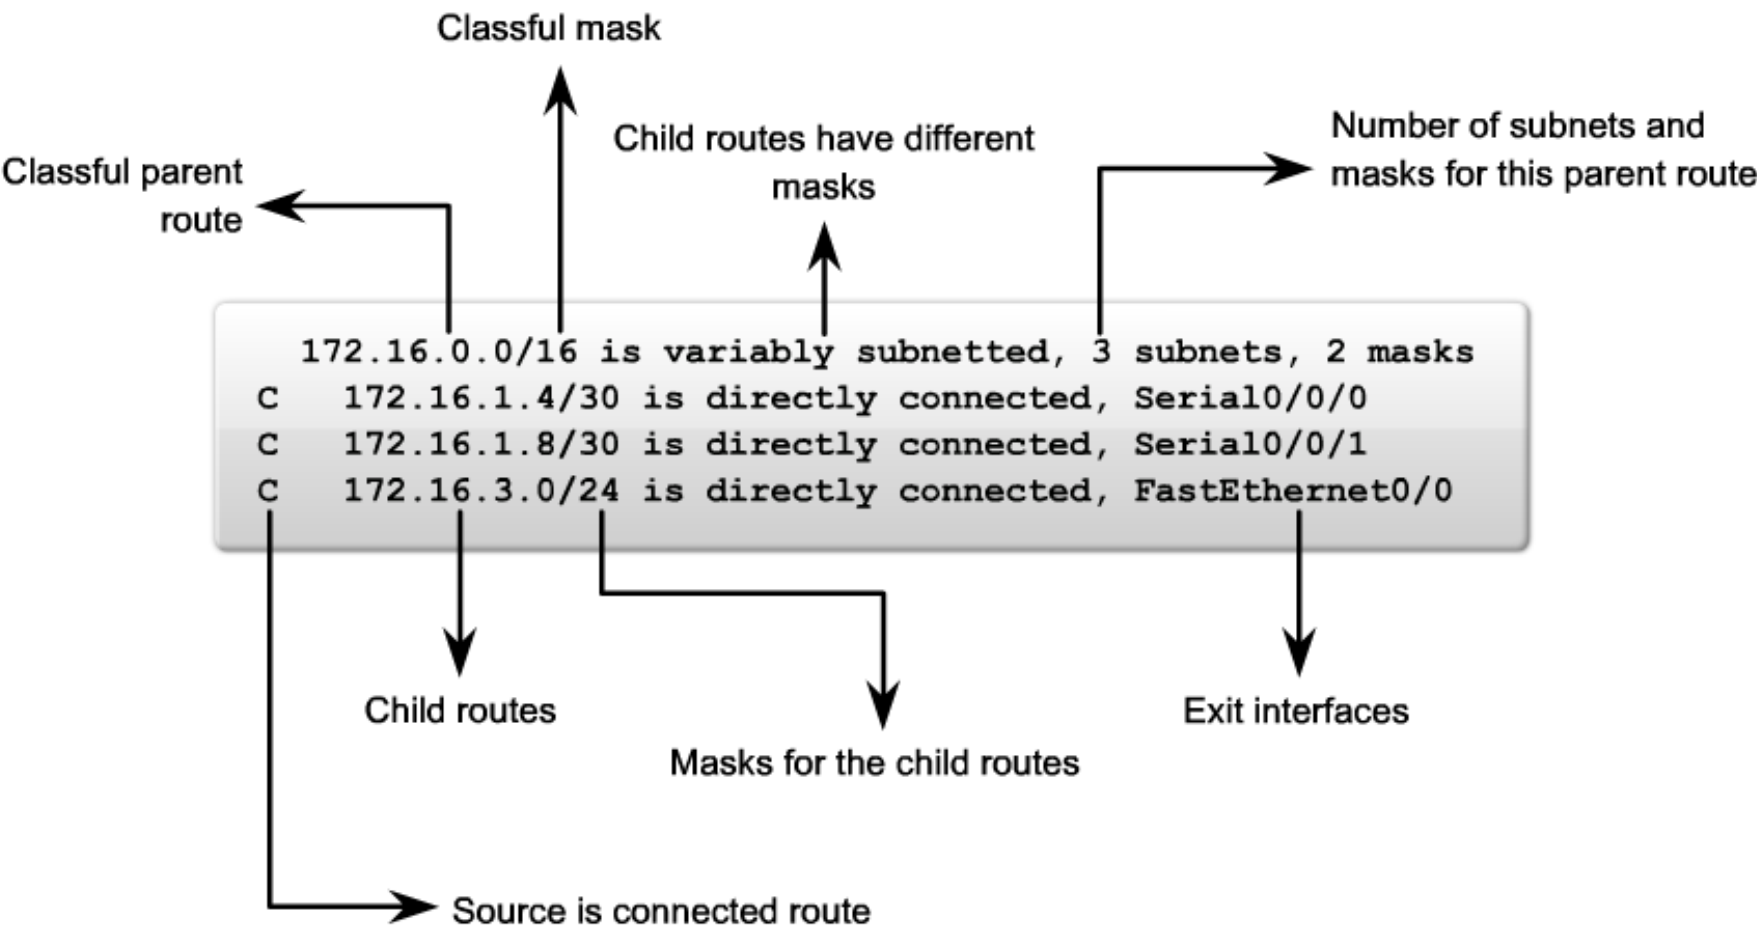 Classful mask
Child routes have different
masks
Number of subnets and
masks for this parent route
Classful parent
route
172.16.0.0/16 is variably subnetted, 3 subnets, 2 masks
C 172.16.1.4/30 is directly connected, Serial0/0/0
C 172.16.1.8/30 is directly connected, Serial0/0/1
C 172.16.3.0/24 is directly connected, FastEthernet0/0
Child routes
Exit interfaces
Masks for the child routes
Source is connected route